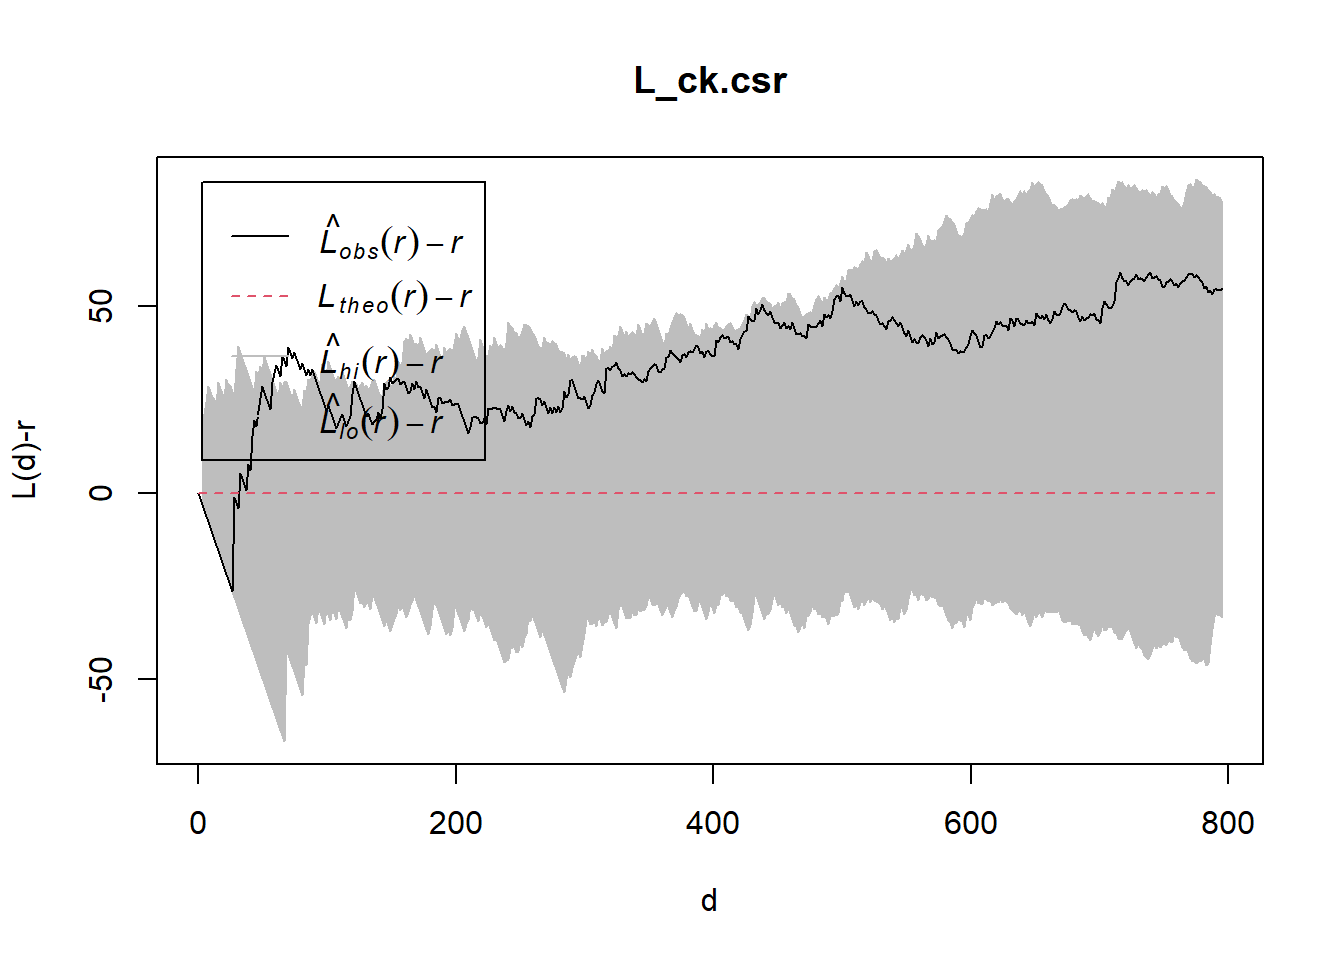 L_ck.csr
L̂obs(r) – r
Ltheo(r) – r
L̂hi(r) – r
L̂lo(r) – r
L(d)-r
50
0
-50
0 200 400 600 800
d